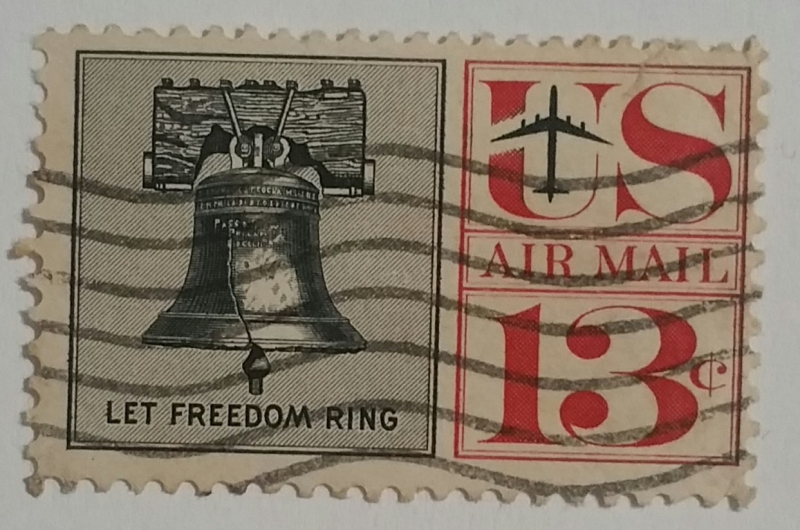 LET FREEDOM RING
US
AIR MAIL
13¢